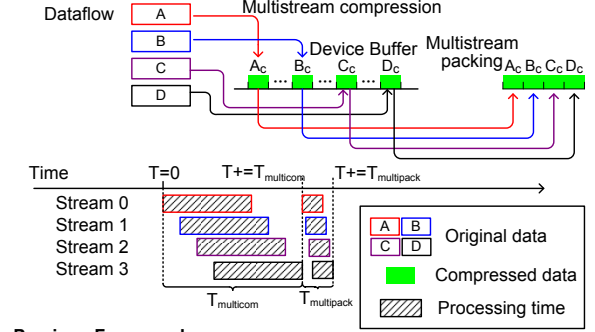 Dataflow
Multistream compression
A
B
C
D
Device Buffer
Multistream
packing
Ac ... Bc ... Cc ... Dc
Ac Bc Cc Dc
Time T=0 T+=Tmulticom T+=Tmultipack
Stream 0
Stream 1
Stream 2
Stream 3
Tmulticom Tmultipack
A B
C D
Original data
Compressed data
Processing time